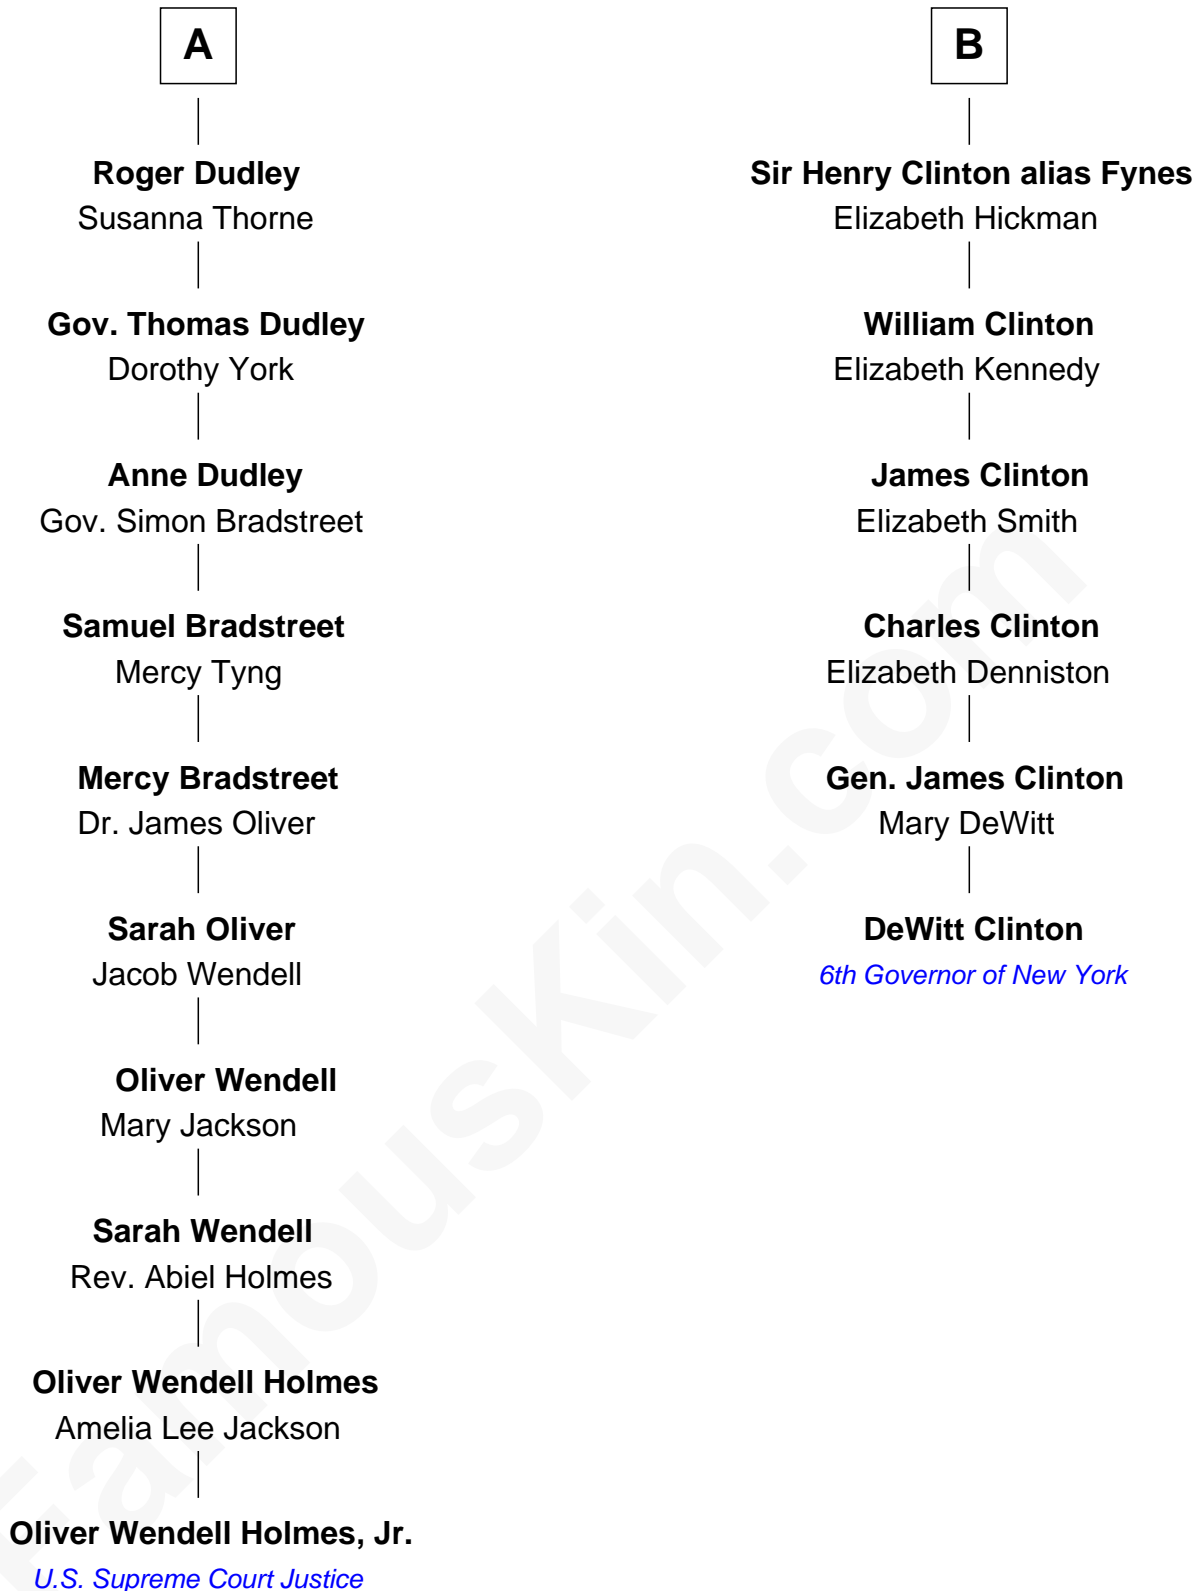 A
Roger Dudley
Susanna Thorne
Gov. Thomas Dudley
Dorothy York
Anne Dudley
Gov. Simon Bradstreet
Samuel Bradstreet
Mercy Tyng
Mercy Bradstreet
Dr. James Oliver
Sarah Oliver
Jacob Wendell
Oliver Wendell
Mary Jackson
Sarah Wendell
Rev. Abiel Holmes
Oliver Wendell Holmes
Amelia Lee Jackson
Oliver Wendell Holmes, Jr.
U.S. Supreme Court Justice
B
Sir Henry Clinton alias Fynes
Elizabeth Hickman
William Clinton
Elizabeth Kennedy
James Clinton
Elizabeth Smith
Charles Clinton
Elizabeth Denniston
Gen. James Clinton
Mary DeWitt
DeWitt Clinton
6th Governor of New York
FamousKin.com